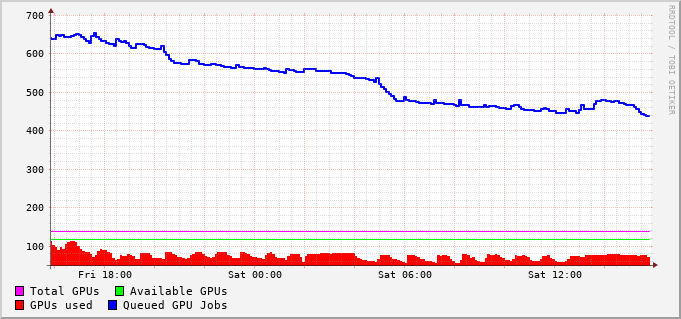 700
600
500
400
300
200
100
Fri 18:00 Sat 00:00 Sat 06:00 Sat 12:00
Total GPUs Available GPUs
GPUs used Queued GPU Jobs
RRDTOOL / TOBI OETIKER